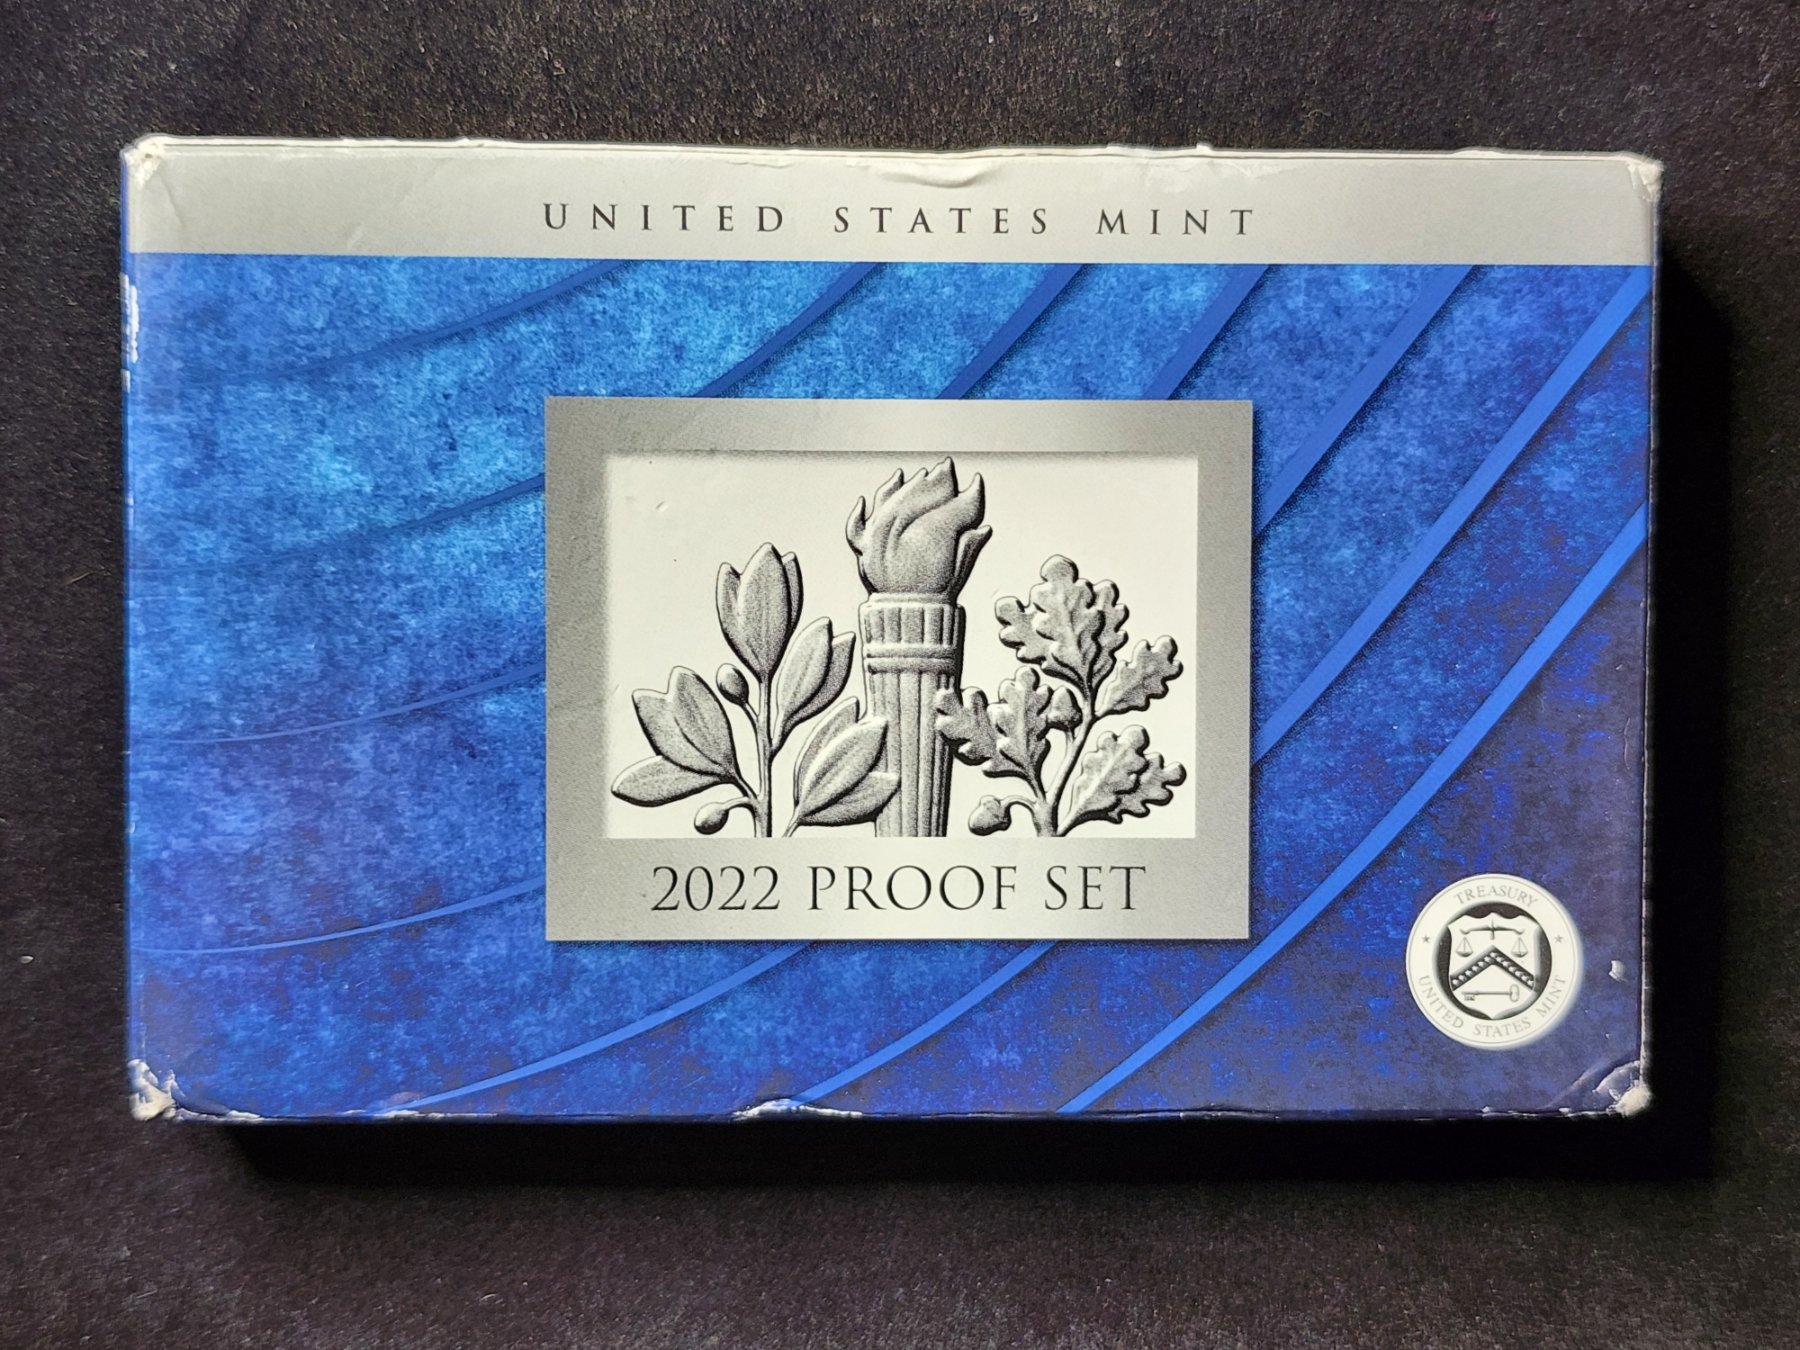 UNITED STATES MINT
2022 PROOF SET
TREASURY
UNITED STATES MINT